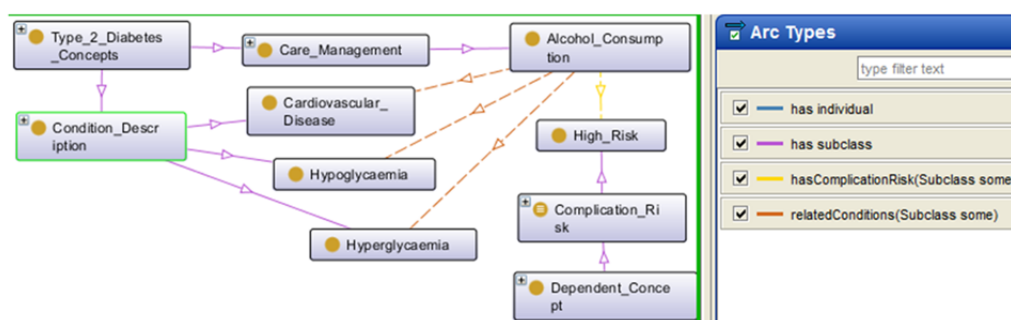 Type_2_Diabetes
_Concepts
Care_Management
Alcohol_Consump
tion
Cardiovascular_
Disease
Condition_Descr
iption
High_Risk
Hypoglycaemia
Complication_Ri
sk
Hyperglycaemia
Dependent_Conce
pt
Arc Types
type filter text
has individual
has subclass
hasComplicationRisk(Subclass some
relatedConditions(Subclass some)